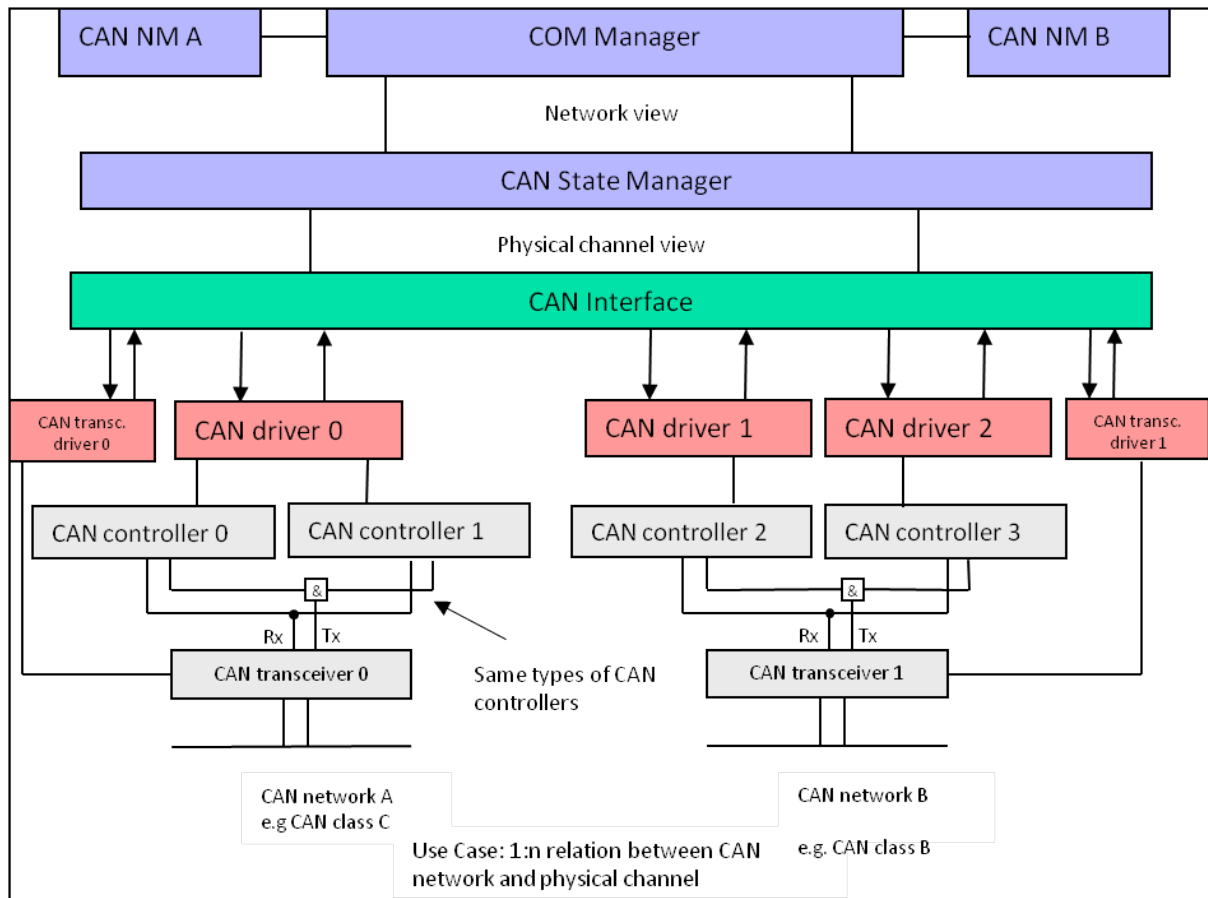 CAN NM A
COM Manager
CAN NM B
Network view
CAN State Manager
Physical channel view
CAN Interface
CAN transc.
driver 0
CAN driver 0
CAN driver 1
CAN driver 2
CAN transc.
driver 1
CAN controller 0
CAN controller 1
CAN controller 2
CAN controller 3
&
&
Rx
Tx
Rx
Tx
CAN transceiver 0
Same types of CAN
controllers
CAN transceiver 1
CAN network A
e.g CAN class C
CAN network B
e.g. CAN class B
Use Case: 1:n relation between CAN
network and physical channel